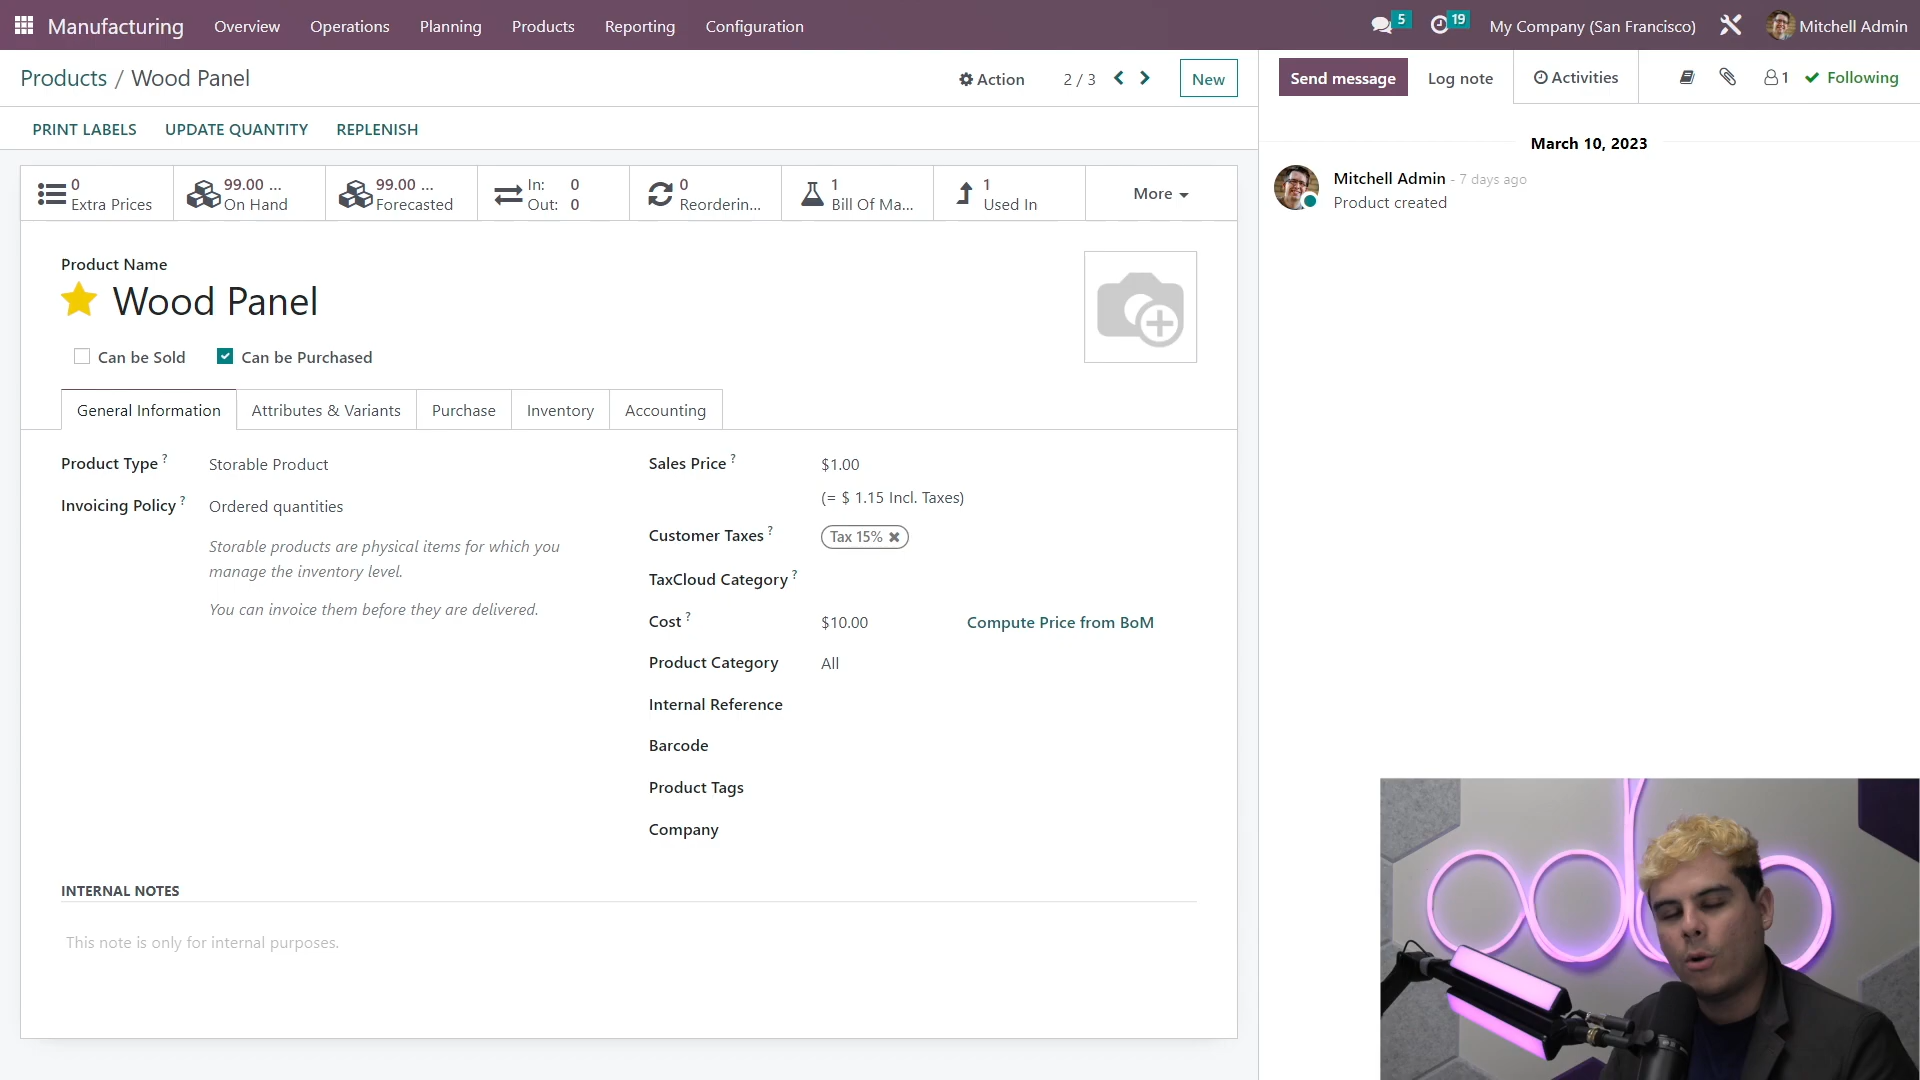 Manufacturing Overview Operations Planning Products Reporting Configuration 5 19 My Company (San Francisco) Mitchell Admin
Products / Wood Panel Action 2 / 3 New
PRINT LABELS UPDATE QUANTITY REPLENISH
0 Extra Prices
99.00 ... On Hand
99.00 ... Forecasted
In: 0
Out: 0
0 Reorderin...
1 Bill Of Ma...
1 Used In
More
Product Name
Wood Panel
Can be Sold Can be Purchased
General Information Attributes & Variants Purchase Inventory Accounting
Product Type ? Storable Product
Invoicing Policy ? Ordered quantities
Storable products are physical items for which you
manage the inventory level.
You can invoice them before they are delivered.
Sales Price ? $1.00
(= $ 1.15 Incl. Taxes)
Customer Taxes ? Tax 15% ✖
TaxCloud Category ?
Cost ? $10.00 Compute Price from BoM
Product Category All
Internal Reference
Barcode
Product Tags
Company
INTERNAL NOTES
This note is only for internal purposes.
Send message Log note Activities 1 Following
March 10, 2023
Mitchell Admin - 7 days ago
Product created
odoo